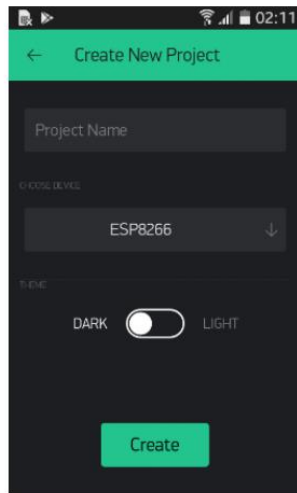 02:11
Create New Project
Project Name
CHOOSE DEVICE
ESP8266
THEME
DARK LIGHT
Create